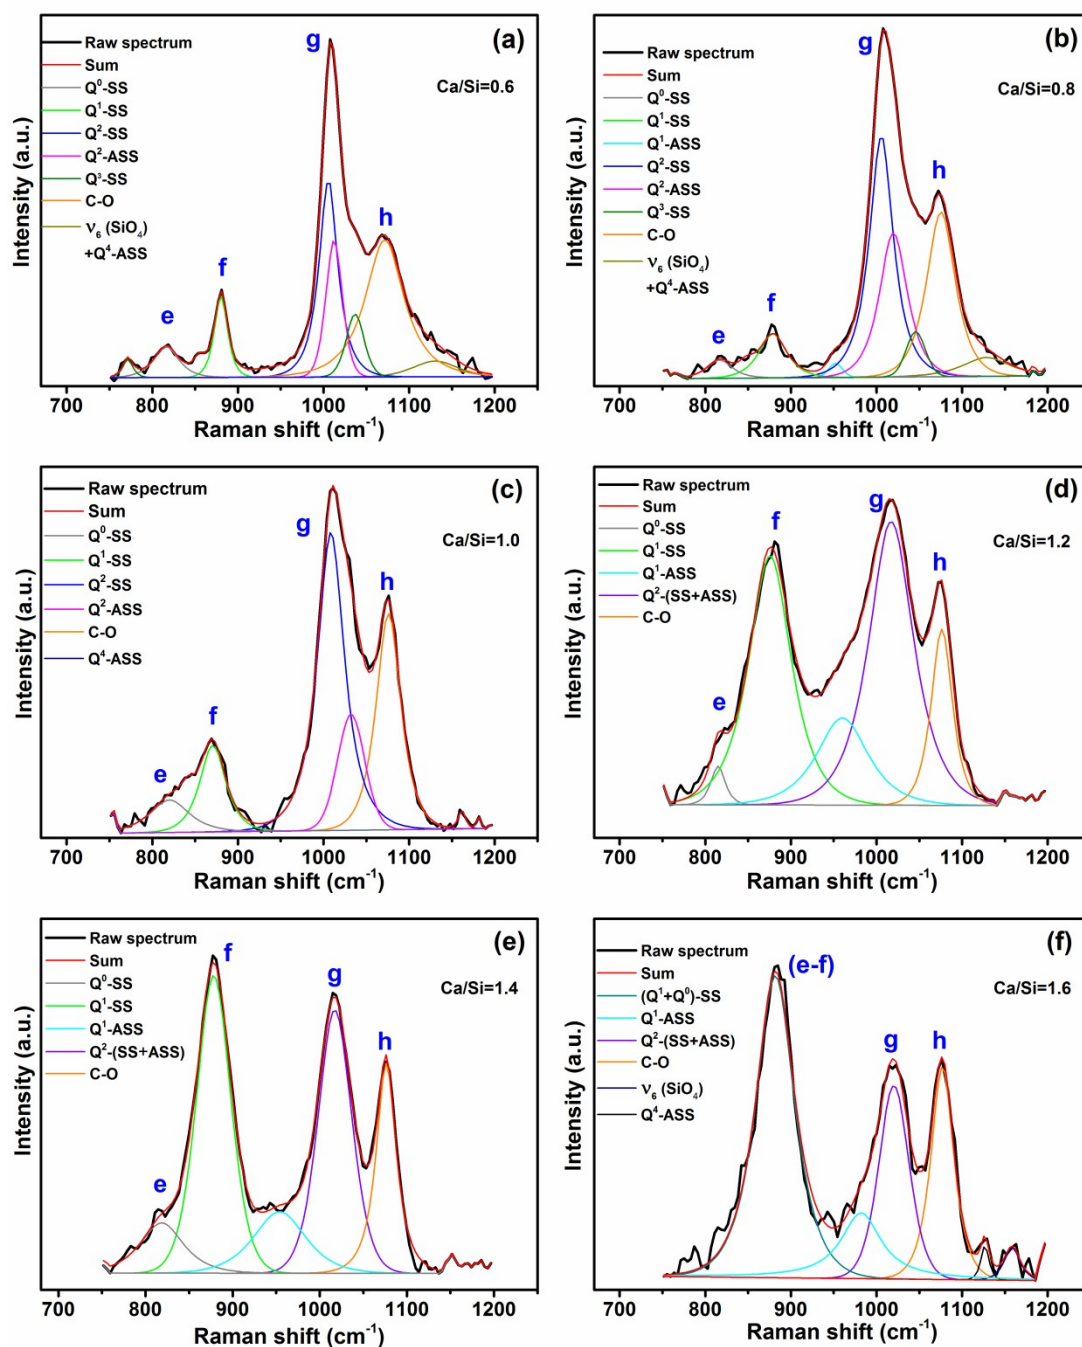 (a)
Ca/Si=0.6
Raw spectrum
Sum
Q⁰-SS
Q¹-SS
Q²-SS
Q²-ASS
Q³-SS
C-O
ν₆ (SiO₄)
+Q⁴-ASS
e
f
g
h
Intensity (a.u.)
700 800 900 1000 1100 1200
Raman shift (cm⁻¹)
(b)
Ca/Si=0.8
Raw spectrum
Sum
Q⁰-SS
Q¹-SS
Q¹-ASS
Q²-SS
Q²-ASS
Q³-SS
C-O
ν₆ (SiO₄)
+Q⁴-ASS
e
f
g
h
Intensity (a.u.)
700 800 900 1000 1100 1200
Raman shift (cm⁻¹)
(c)
Ca/Si=1.0
Raw spectrum
Sum
Q⁰-SS
Q¹-SS
Q²-SS
Q²-ASS
C-O
Q⁴-ASS
e
f
g
h
Intensity (a.u.)
700 800 900 1000 1100 1200
Raman shift (cm⁻¹)
(d)
Ca/Si=1.2
Raw spectrum
Sum
Q⁰-SS
Q¹-SS
Q¹-ASS
Q²-(SS+ASS)
C-O
e
f
g
h
Intensity (a.u.)
700 800 900 1000 1100 1200
Raman shift (cm⁻¹)
(e)
Ca/Si=1.4
Raw spectrum
Sum
Q⁰-SS
Q¹-SS
Q¹-ASS
Q²-(SS+ASS)
C-O
e
f
g
h
Intensity (a.u.)
700 800 900 1000 1100 1200
Raman shift (cm⁻¹)
(f)
Ca/Si=1.6
Raw spectrum
Sum
(Q¹+Q⁰)-SS
Q¹-ASS
Q²-(SS+ASS)
C-O
ν₆ (SiO₄)
Q⁴-ASS
(e-f)
g
h
Intensity (a.u.)
700 800 900 1000 1100 1200
Raman shift (cm⁻¹)